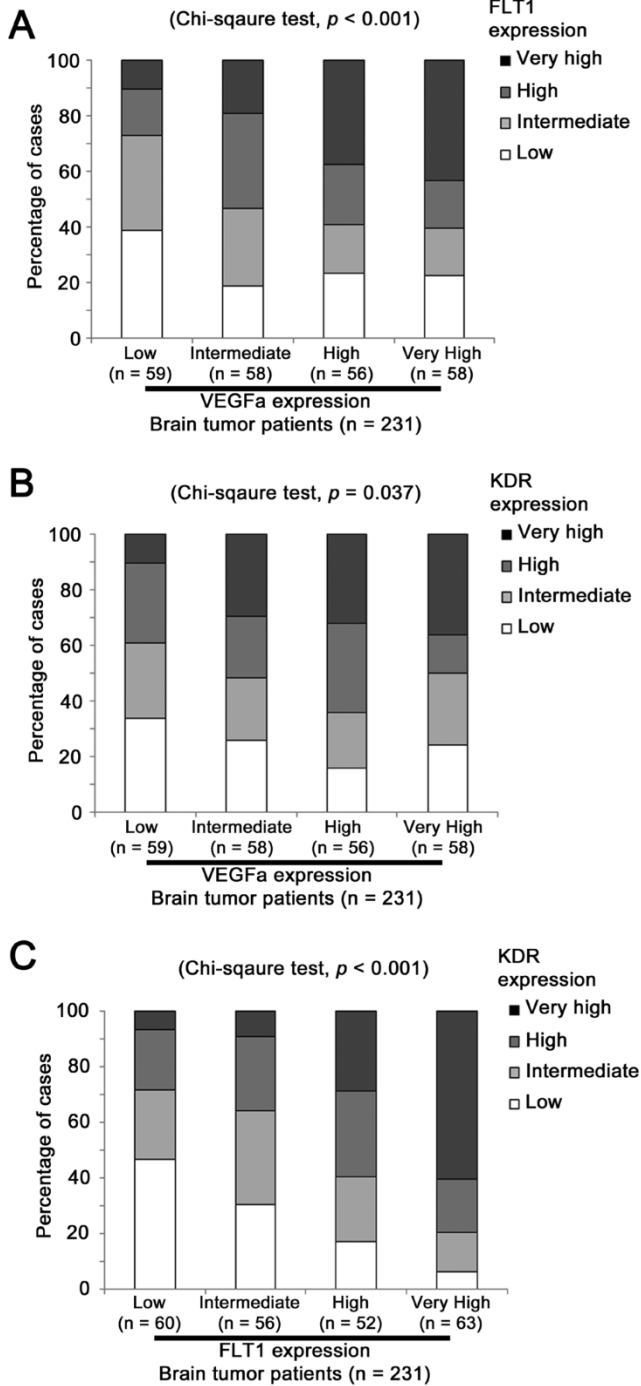 A
(Chi-sqaure test, p < 0.001)
FLT1
expression
Very high
High
Intermediate
Low
Percentage of cases
100
80
60
40
20
0
Low
(n = 59)
Intermediate
(n = 58)
High
(n = 56)
Very High
(n = 58)
VEGFa expression
Brain tumor patients (n = 231)
B
(Chi-sqaure test, p = 0.037)
KDR
expression
Very high
High
Intermediate
Low
Percentage of cases
100
80
60
40
20
0
Low
(n = 59)
Intermediate
(n = 58)
High
(n = 56)
Very High
(n = 58)
VEGFa expression
Brain tumor patients (n = 231)
C
(Chi-sqaure test, p < 0.001)
KDR
expression
Very high
High
Intermediate
Low
Percentage of cases
100
80
60
40
20
0
Low
(n = 60)
Intermediate
(n = 56)
High
(n = 52)
Very High
(n = 63)
FLT1 expression
Brain tumor patients (n = 231)